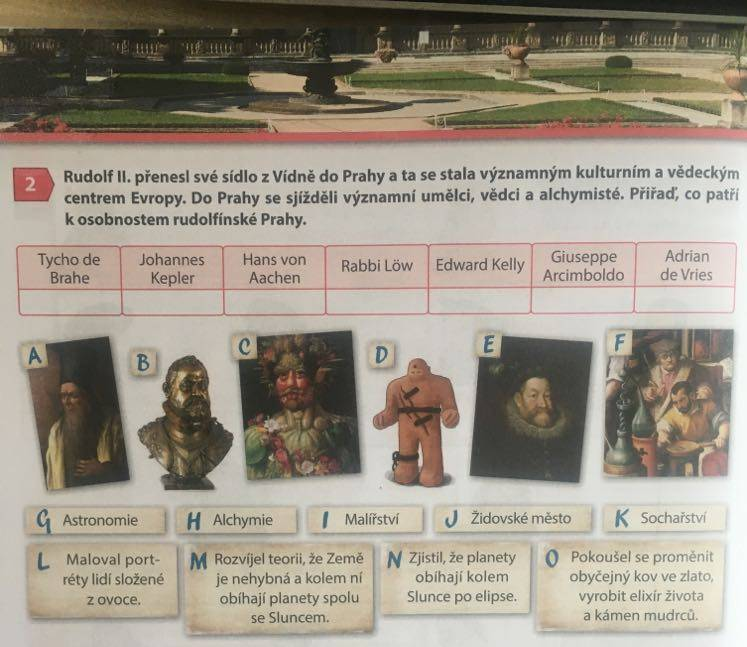 2
Rudolf II. přenesl své sídlo z Vídně do Prahy a ta se stala významným kulturním a vědeckým
centrem Evropy. Do Prahy se sjížděli významní umělci, vědci a alchymisté. Přiřaď, co patří
k osobnostem rudolfínské Prahy.
Tycho de
Brahe
Johannes
Kepler
Hans von
Aachen
Rabbi Löw
Edward Kelly
Giuseppe
Arcimboldo
Adrian
de Vries
A
B
C
D
E
F
G Astronomie
H Alchymie
I Malířství
J Židovské město
K Sochařství
L Maloval port-
réty lidí složené
z ovoce.
M Rozvíjel teorii, že Země
je nehybná a kolem ní
obíhají planety spolu
se Sluncem.
N Zjistil, že planety
obíhají kolem
Slunce po elipse.
O Pokoušel se proměnit
obyčejný kov ve zlato,
vyrobit elixír života
a kámen mudrců.